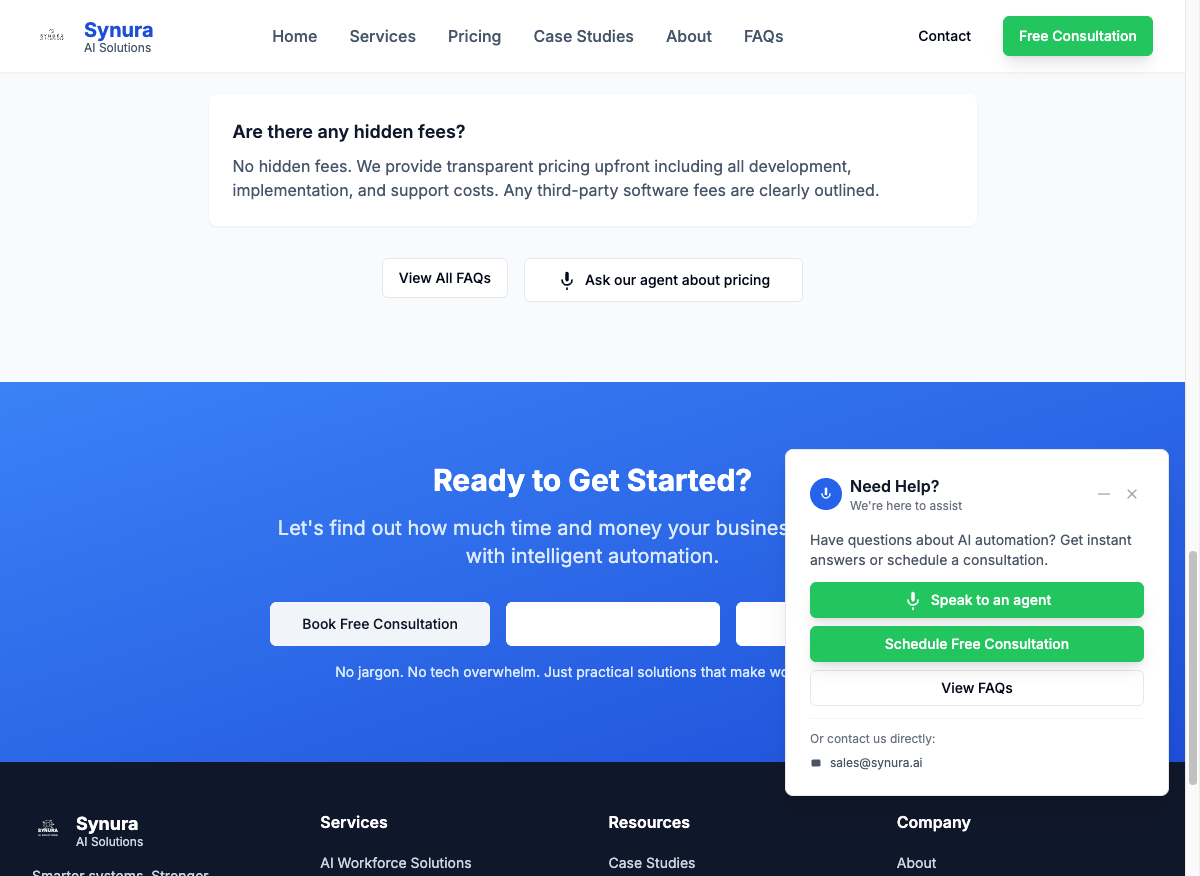 Synura
AI Solutions
Home
Services
Pricing
Case Studies
About
FAQs
Contact
Free Consultation
Are there any hidden fees?
No hidden fees. We provide transparent pricing upfront including all development,
implementation, and support costs. Any third-party software fees are clearly outlined.
View All FAQs
Ask our agent about pricing
Ready to Get Started?
Let's find out how much time and money your business
with intelligent automation.
Book Free Consultation
No jargon. No tech overwhelm. Just practical solutions that make
Need Help?
We're here to assist
Have questions about AI automation? Get instant
answers or schedule a consultation.
Speak to an agent
Schedule Free Consultation
View FAQs
Or contact us directly:
sales@synura.ai
SYNURA
Synura
AI Solutions
Smarter systems. Stronger
Services
AI Workforce Solutions
Resources
Case Studies
Company
About